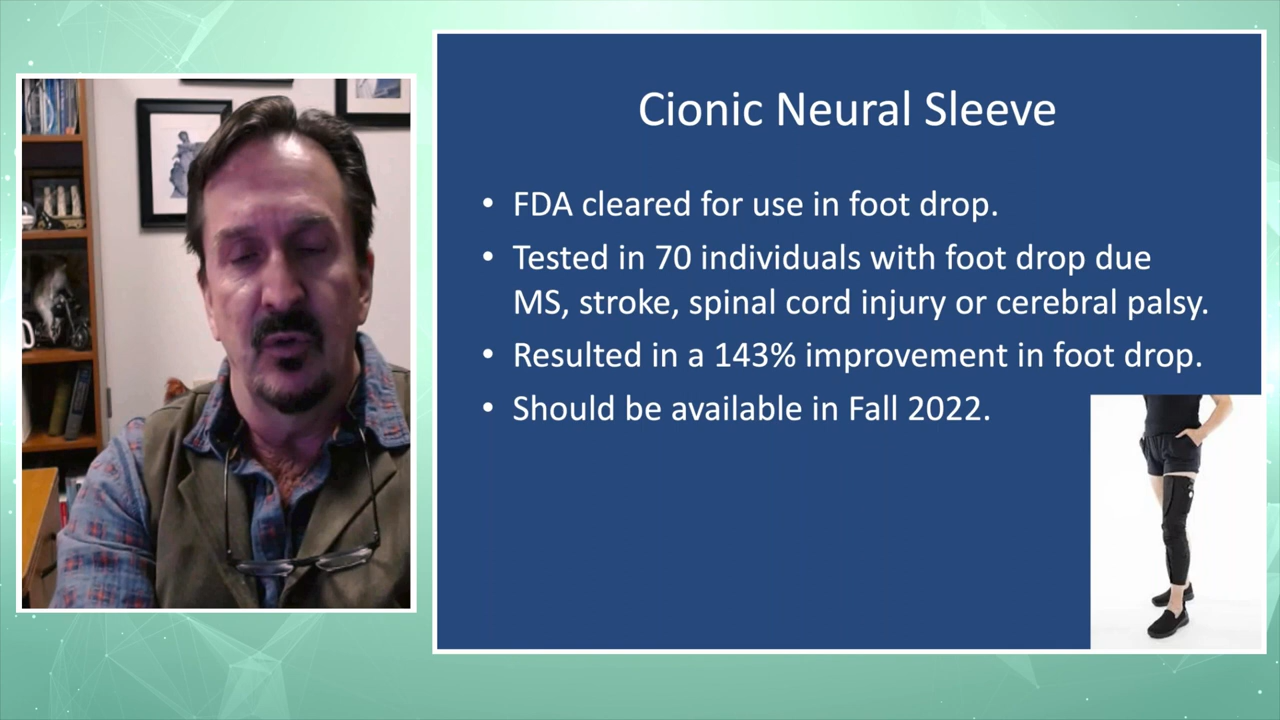 Cionic Neural Sleeve
• FDA cleared for use in foot drop.
• Tested in 70 individuals with foot drop due
MS, stroke, spinal cord injury or cerebral palsy.
• Resulted in a 143% improvement in foot drop.
• Should be available in Fall 2022.